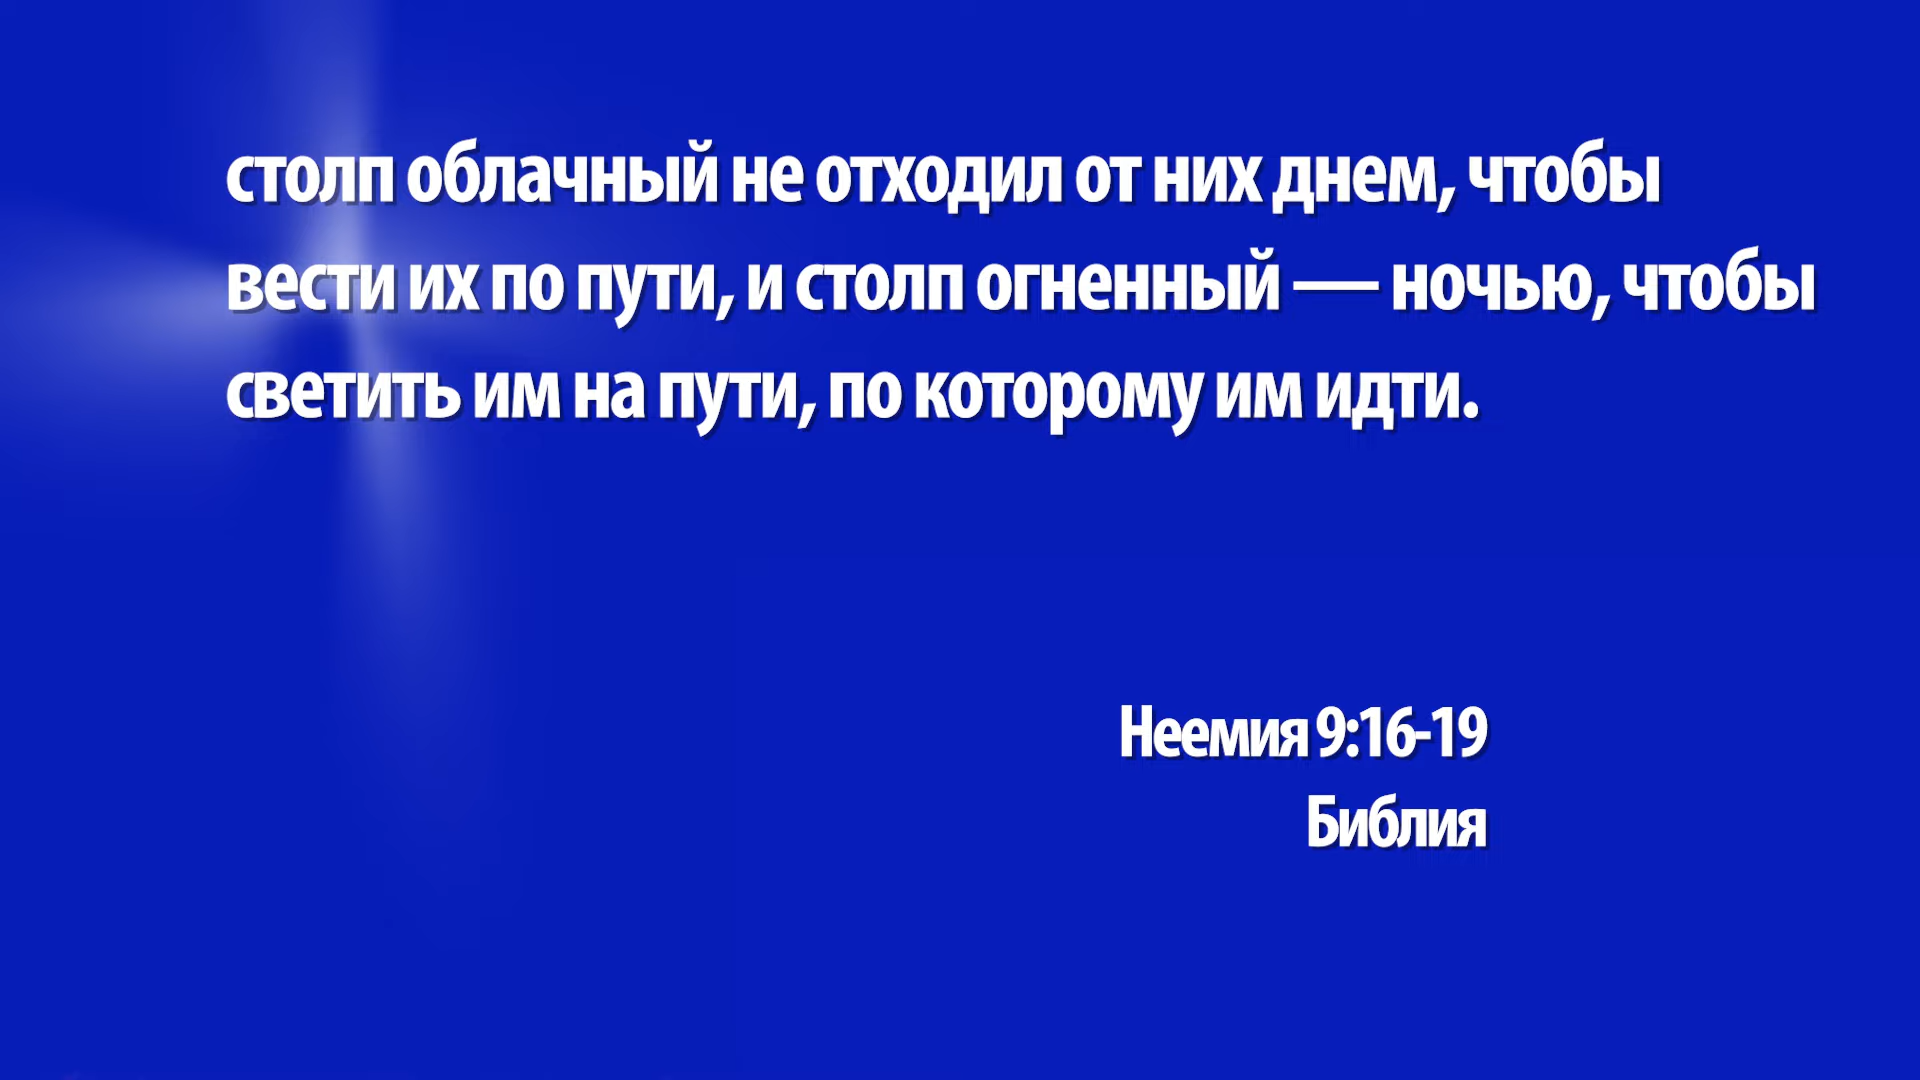 столп облачный не отходил от них днем, чтобы
вести их по пути, и столп огненный — ночью, чтобы
светить им на пути, по которому им идти.
Неемия 9:16-19
Библия